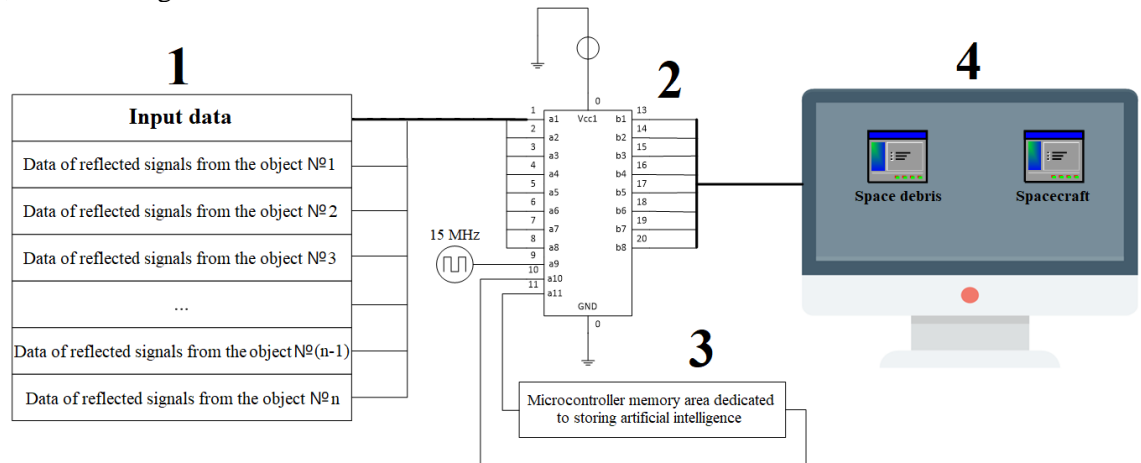 1
Input data
Data of reflected signals from the object №1
Data of reflected signals from the object №2
Data of reflected signals from the object №3
...
Data of reflected signals from the object №(n-1)
Data of reflected signals from the object №n
15 MHz
2
0
Vcc1
1 a1 b1 13
2 a2 b2 14
3 a3 b3 15
4 a4 b4 16
5 a5 b5 17
6 a6 b6 18
7 a7 b7 19
8 a8 b8 20
9 a9
10 a10
11 a11
GND
0
3
Microcontroller memory area dedicated
to storing artificial intelligence
4
Space debris
Spacecraft